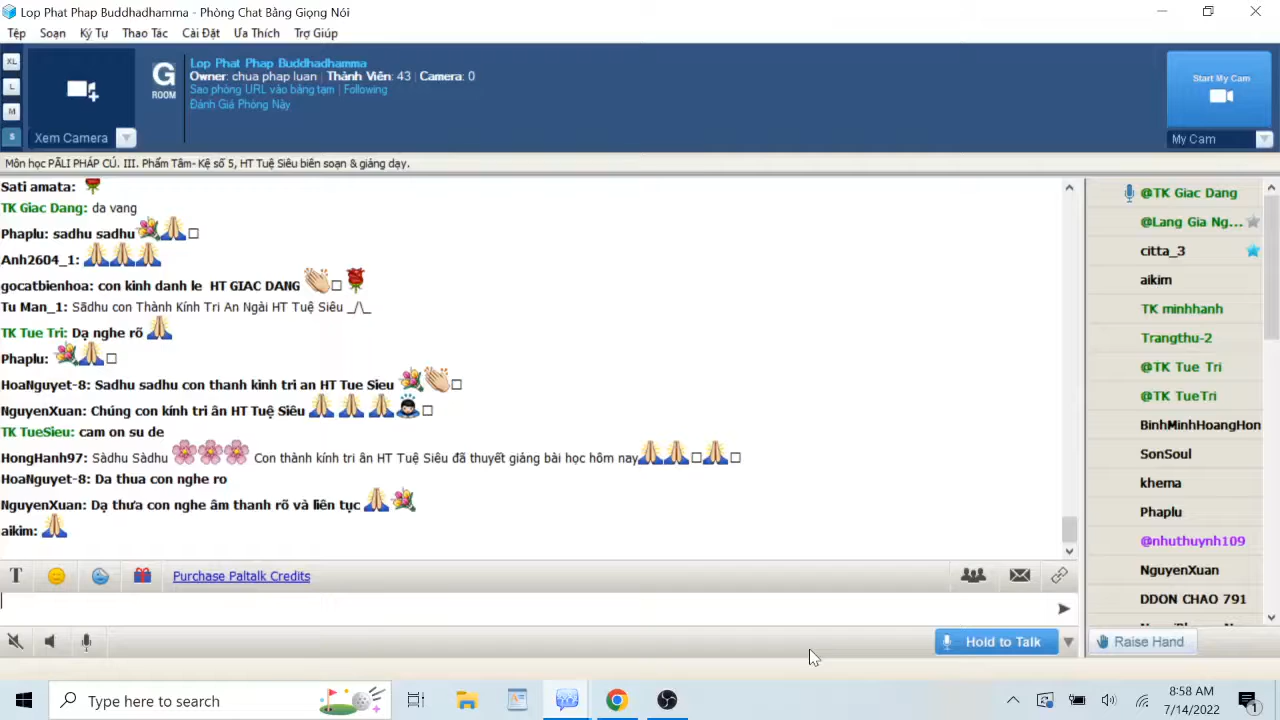 Lop Phat Phap Buddhadhamma - Phòng Chat Bằng Giọng Nói
Tệp Soạn Ký Tự Thao Tác Cài Đặt Ưa Thích Trợ Giúp
XL
L
M
S
Xem Camera
G
ROOM
Lop Phat Phap Buddhadhamma
Owner: chua phap luan | Thành Viên: 43 | Camera: 0
Sao phòng URL vào bảng tạm | Following
Đánh Giá Phòng Này
Start My Cam
My Cam
Môn học PÃLI PHÁP CÚ. III. Phẩm Tâm- Kệ số 5, HT Tuệ Siêu biên soạn & giảng dạy.
Sati amata:
TK Giac Dang: da vang
Phaplu: sadhu sadhu
Anh2604_1:
gocatbienhoa: con kinh danh le HT GIAC DANG
Tu Man_1: Sãdhu con Thành Kính Tri An Ngài HT Tuệ Siêu _/\_
TK Tue Tri: Dạ nghe rõ
Phaplu:
HoaNguyet-8: Sadhu sadhu con thanh kinh tri an HT Tue Sieu
NguyenXuan: Chúng con kính tri ân HT Tuệ Siêu
TK TueSieu: cam on su de
HongHanh97: Sàdhu Sàdhu Con thành kính tri ân HT Tuệ Siêu đã thuyết giảng bài học hôm nay
HoaNguyet-8: Da thua con nghe ro
NguyenXuan: Dạ thưa con nghe âm thanh rõ và liên tục
aikim:
@TK Giac Dang
@Lang Gia Ng...
citta_3
aikim
TK minhhanh
Trangthu-2
@TK Tue Tri
@TK TueTri
BinhMinhHoangHon
SonSoul
khema
Phaplu
@nhuthuynh109
NguyenXuan
DDON CHAO 791
T
Purchase Paltalk Credits
Hold to Talk
Raise Hand
Type here to search
8:58 AM
7/14/2022
1